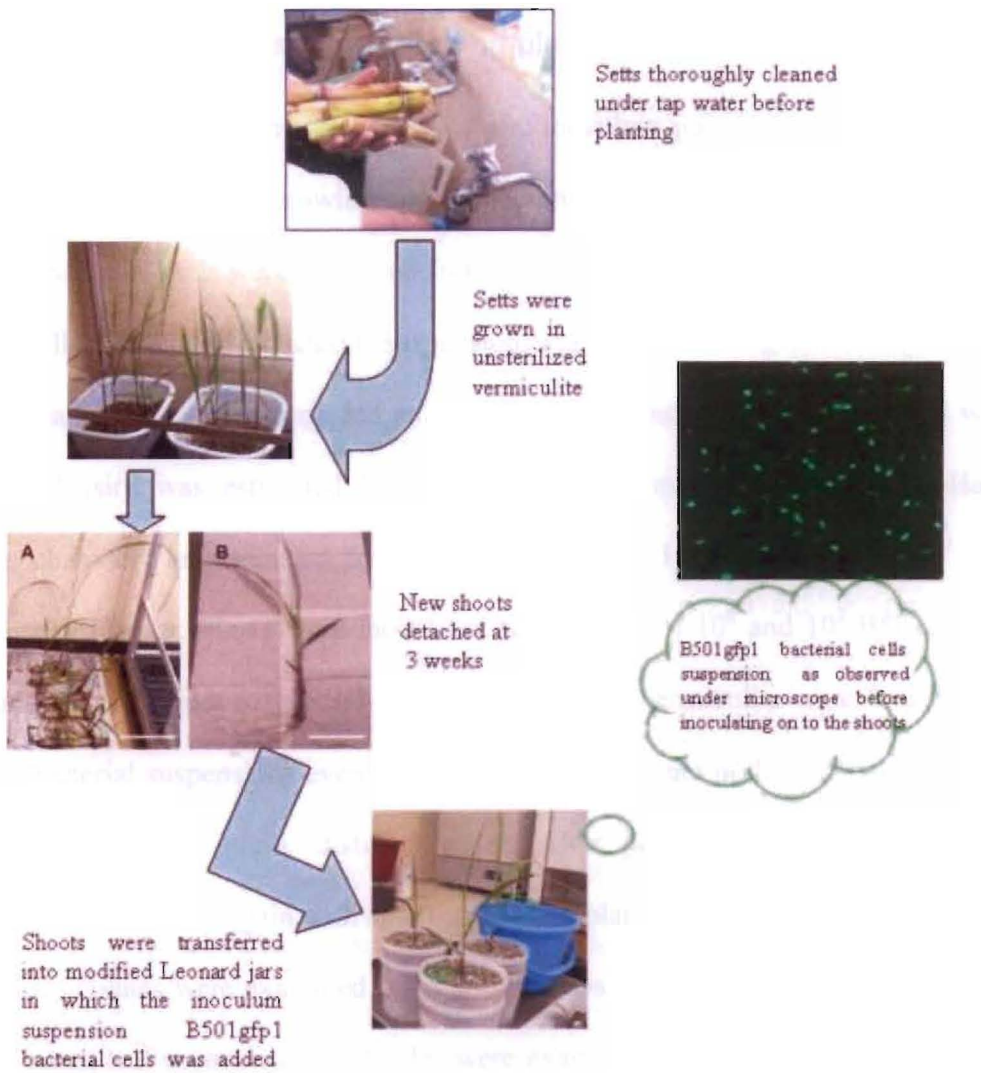 Setts thoroughly cleaned
under tap water before
planting
Setts were
grown in
unsterilized
vermiculite
A
B
New shoots
detached at
3 weeks
B501gfp1 bacterial cells
suspension as observed
under microscope before
inoculating on to the shoots
Shoots were transferred
into modified Leonard jars
in which the inoculum
suspension B501gfp1
bacterial cells was added